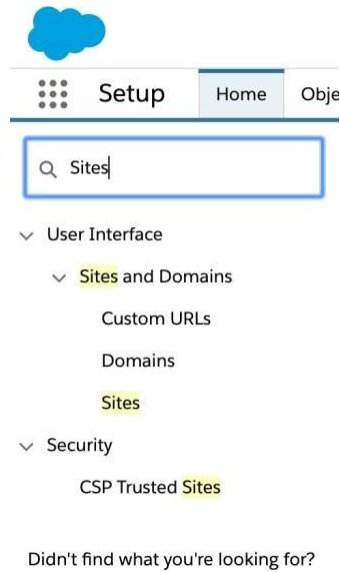 Setup Home Obje
Sites
User Interface
Sites and Domains
Custom URLs
Domains
Sites
Security
CSP Trusted Sites
Didn't find what you're looking for?